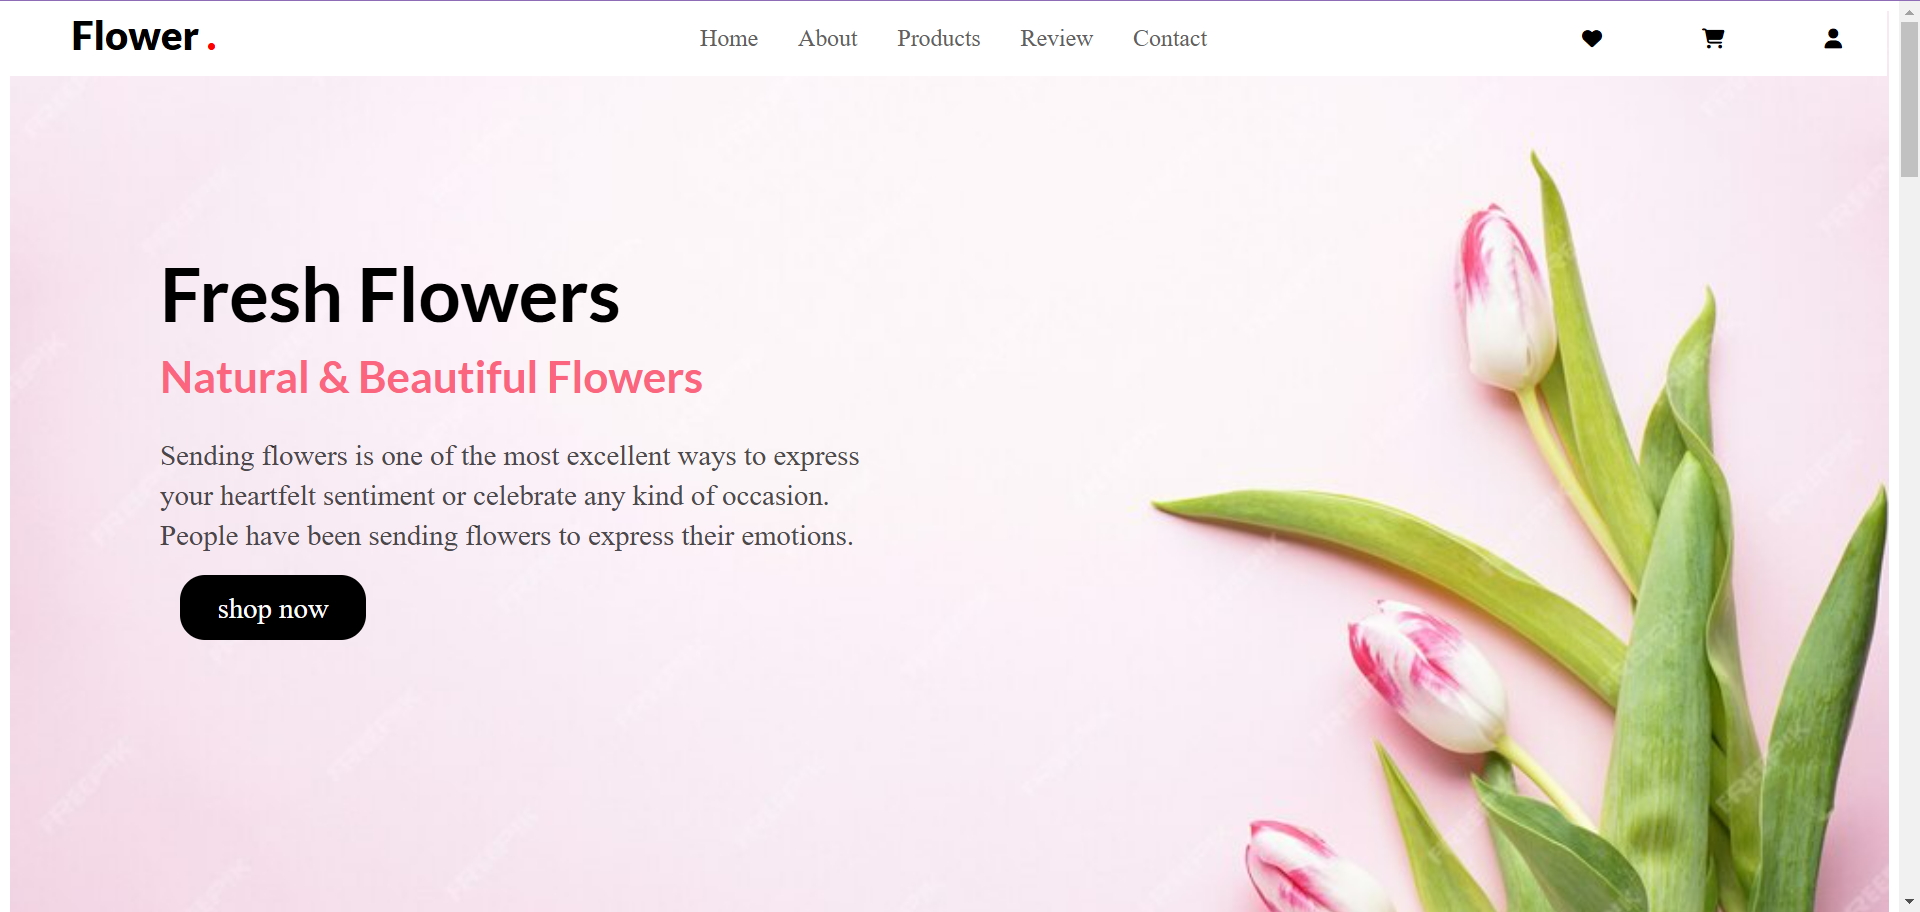 Flower .
Home About Products Review Contact
Fresh Flowers
Natural & Beautiful Flowers
Sending flowers is one of the most excellent ways to express
your heartfelt sentiment or celebrate any kind of occasion.
People have been sending flowers to express their emotions.
shop now